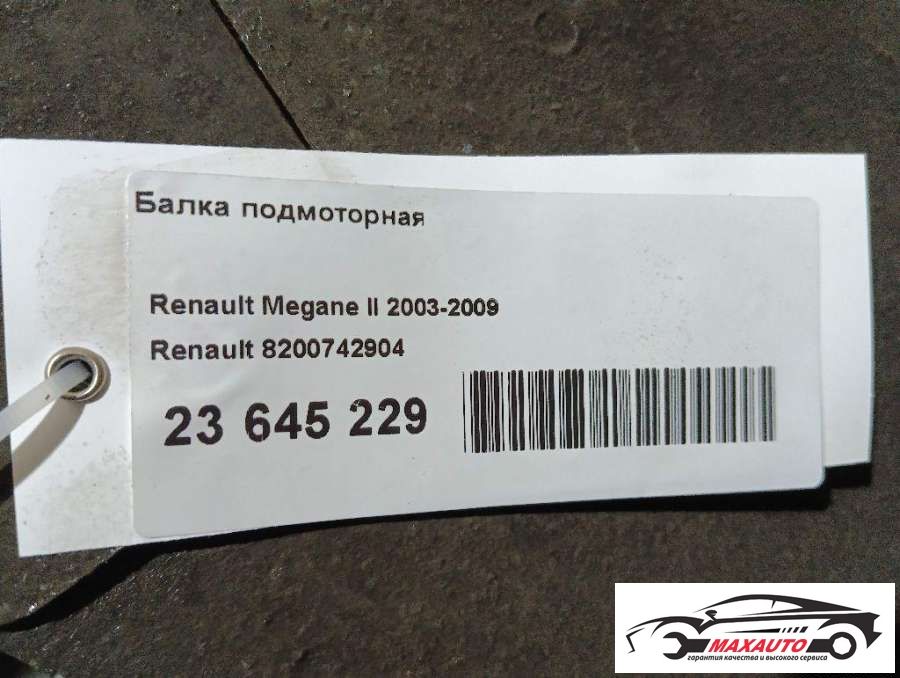 Балка подмоторная
Renault Megane II 2003-2009
Renault 8200742904
23 645 229
MAXAUTO
гарантия качества и высокого сервиса